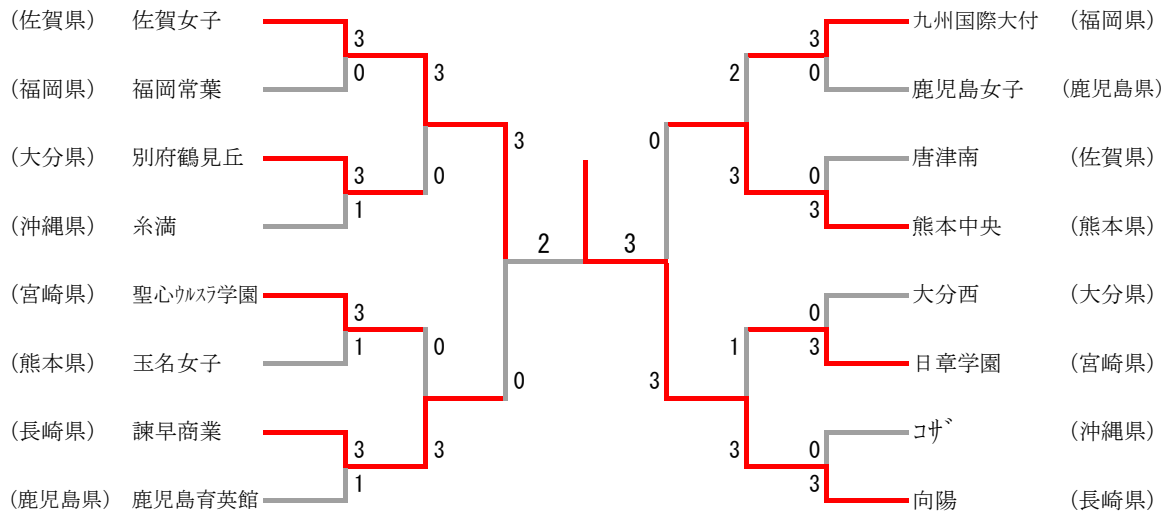 (佐賀県) 佐賀女子
3
0
(福岡県) 福岡常葉
3
(大分県) 別府鶴見丘
3
1
0
(沖縄県) 糸満
3
2
(宮崎県) 聖心ウルスラ学園
3
1
(熊本県) 玉名女子
0
0
(長崎県) 諫早商業
3
1
3
(鹿児島県) 鹿児島育英館
九州国際大付 (福岡県)
3
0
2
鹿児島女子 (鹿児島県)
0
唐津南 (佐賀県)
0
3
3
熊本中央 (熊本県)
3
大分西 (大分県)
0
3
1
日章学園 (宮崎県)
3
コザ (沖縄県)
0
3
3
向陽 (長崎県)